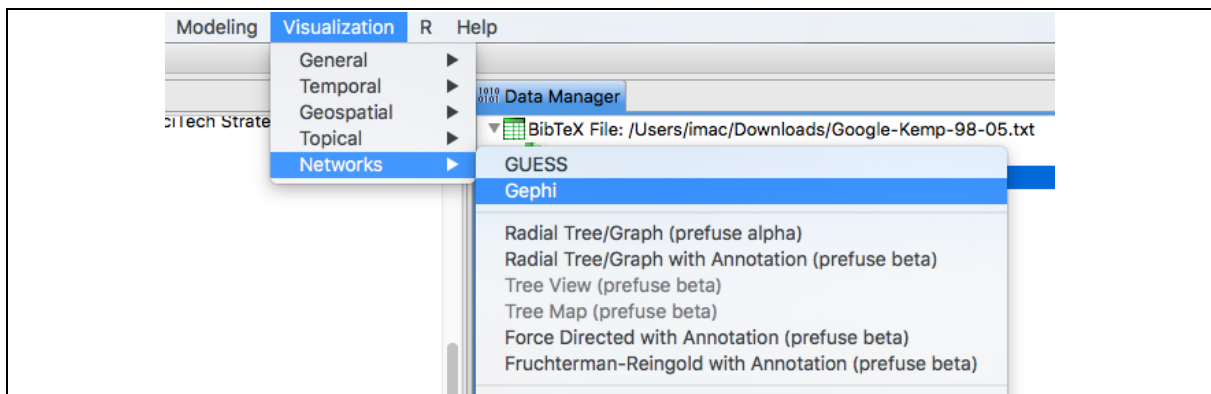 Modeling Visualization R Help
General
Temporal
Geospatial
Topical
Networks
1010
0101 Data Manager
ciTech Strate
BibTeX File: /Users/imac/Downloads/Google-Kemp-98-05.txt
GUESS
Gephi
Radial Tree/Graph (prefuse alpha)
Radial Tree/Graph with Annotation (prefuse beta)
Tree View (prefuse beta)
Tree Map (prefuse beta)
Force Directed with Annotation (prefuse beta)
Fruchterman-Reingold with Annotation (prefuse beta)